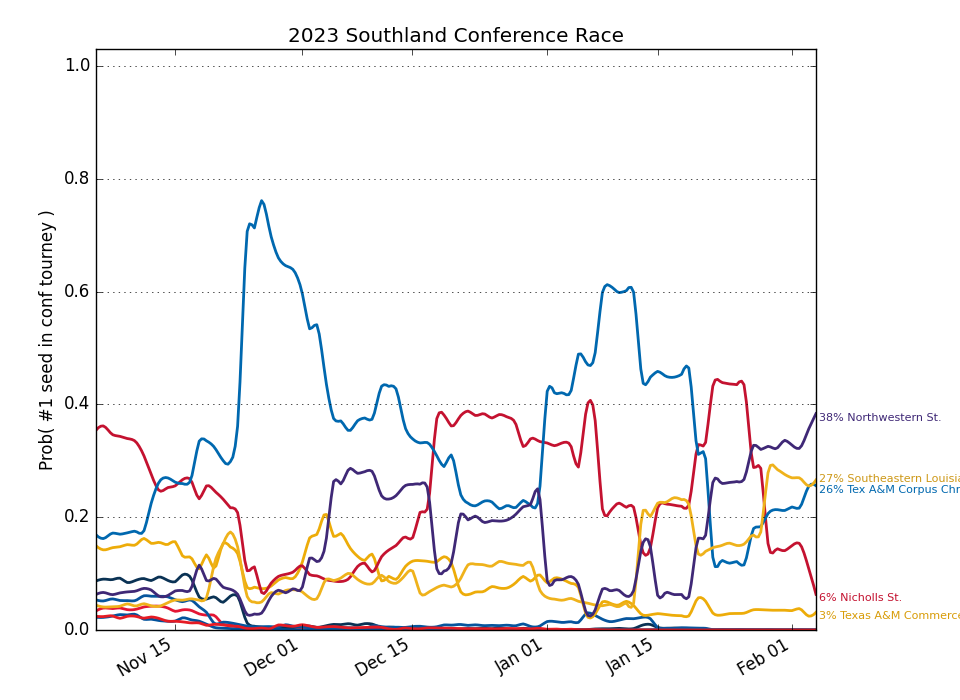 2023 Southland Conference Race
Prob( #1 seed in conf tourney )
1.0
0.8
0.6
0.4
0.2
0.0
Nov 15
Dec 01
Dec 15
Jan 01
Jan 15
Feb 01
38% Northwestern St.
27% Southeastern Louisia
26% Tex A&M Corpus Chr
6% Nicholls St.
3% Texas A&M Commerce